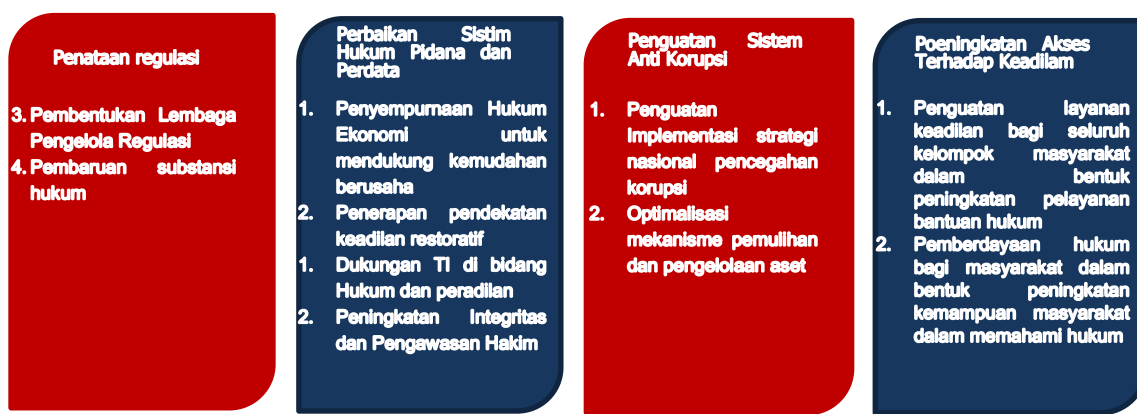 Penataan regulasi
3. Pembentukan Lembaga
Pengelola Regulasi
4. Pembaruan substansi
hukum
Perbaikan Sistim
Hukum Pidana dan
Perdata
1. Penyempurnaan Hukum
Ekonomi untuk
mendukung kemudahan
berusaha
2. Penerapan pendekatan
keadilan restoratif
1. Dukungan TI di bidang
Hukum dan peradilan
2. Peningkatan Integritas
dan Pengawasan Hakim
Penguatan Sistem
Anti Korupsi
1. Penguatan
Implementasi strategi
nasional pencegahan
korupsi
2. Optimalisasi
mekanisme pemulihan
dan pengelolaan aset
Poeningkatan Akses
Terhadap Keadilam
1. Penguatan layanan
keadilan bagi seluruh
kelompok masyarakat
dalam bentuk
peningkatan pelayanan
bantuan hukum
2. Pemberdayaan hukum
bagi masyarakat dalam
bentuk peningkatan
kemampuan masyarakat
dalam memahami hukum